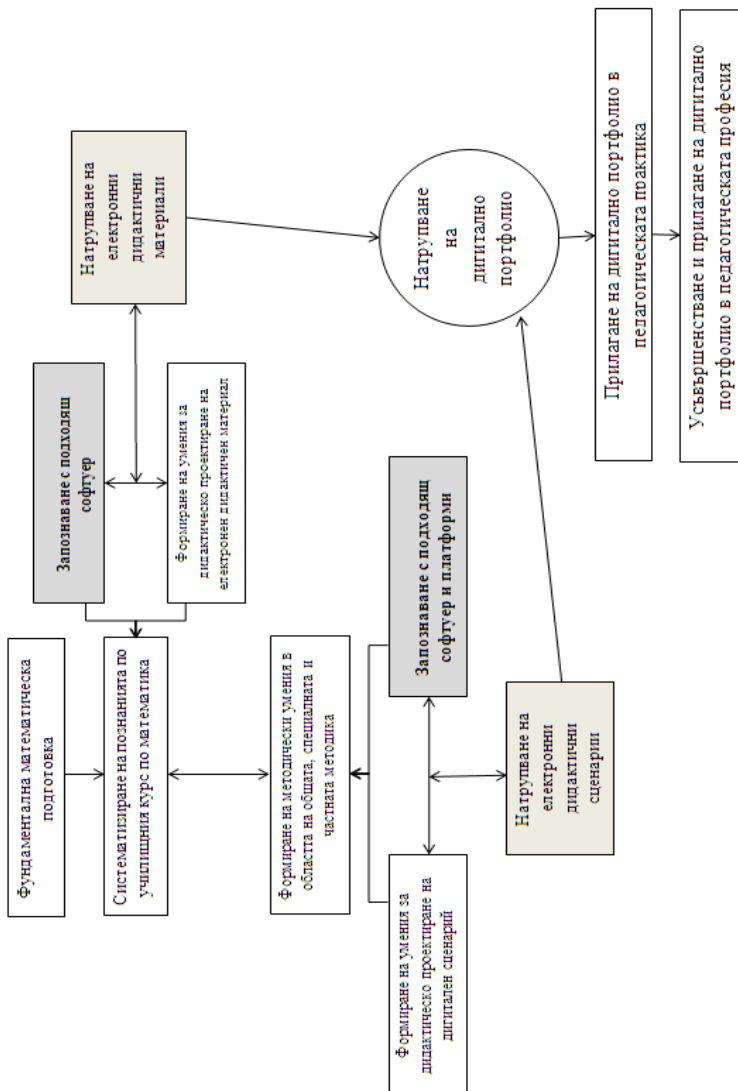 Фундаментална математическа
подготовка
Систематизиране на познанията по
училищния курс по математика
Запознаване с подходящ
софтуер
Формиране на умения за
дидактическо проектиране на
електронен дидактичен материал
Натрупване на
електронни
дидактични
материали
Формиране на методически умения в
областта на общата, специалната и
частната методика
Формиране на умения за
дидактическо проектиране на
дигитален сценарий
Запознаване с подходящ
софтуер и платформи
Натрупване на
електронни
дидактични
сценарии
Натрупване
на
дигитално
портфолио
Прилагане на дигитално портфолио в
пелагогическата практика
Усъвършенстване и прилагане на дигитално
портфолио в педагогическата професия